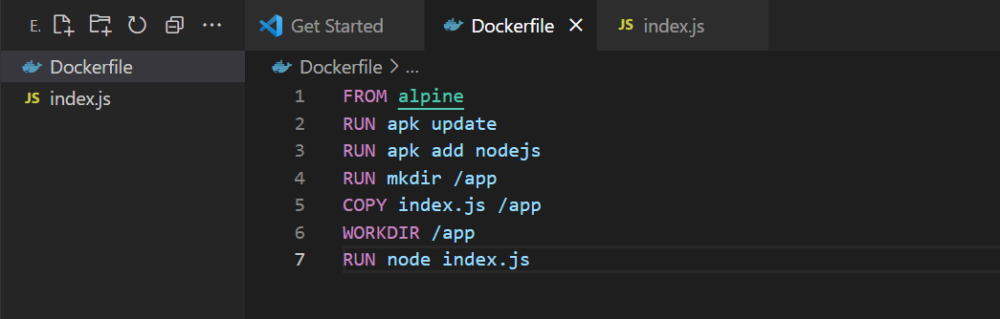 E. ...
Get Started
Dockerfile
JS index.js
Dockerfile
JS index.js
Dockerfile > ...
1 FROM alpine
2 RUN apk update
3 RUN apk add nodejs
4 RUN mkdir /app
5 COPY index.js /app
6 WORKDIR /app
7 RUN node index.js